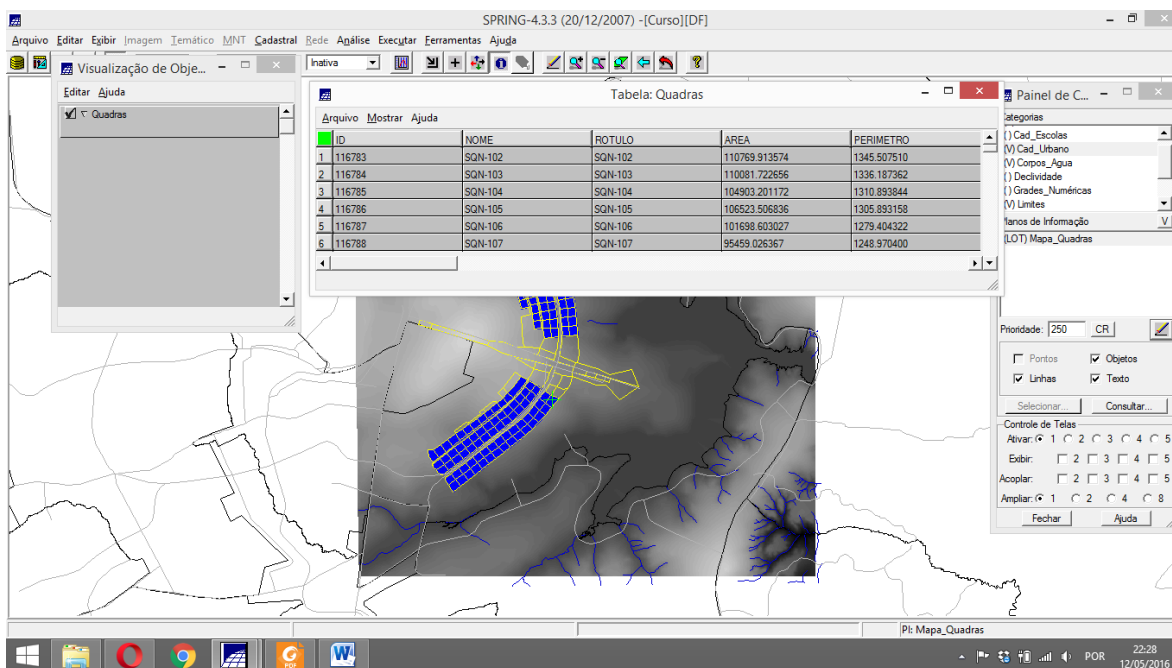 SPRING-4.3.3 (20/12/2007) -[Curso][DF]
Arquivo Editar Exibir Imagem Temático MNT Cadastral Rede Análise Executar Ferramentas Ajuda
Inativa
Visualização de Obje...
Editar Ajuda
Quadras
Tabela: Quadras
Arquivo Mostrar Ajuda
ID NOME ROTULO AREA PERIMETRO
1 116783 SQN-102 SQN-102 110769.913574 1345.507510
2 116784 SQN-103 SQN-103 110081.722656 1336.187362
3 116785 SQN-104 SQN-104 104903.201172 1310.893844
4 116786 SQN-105 SQN-105 106523.506836 1305.893158
5 116787 SQN-106 SQN-106 101698.603027 1279.404322
6 116788 SQN-107 SQN-107 95459.026367 1248.970400
Painel de C...
Categorias
( ) Cad_Escolas
(V) Cad_Urbano
(V) Corpos_Agua
( ) Declividade
( ) Grades_Numéricas
(V) Limites
Planos de Informação V
(LOT) Mapa_Quadras
Prioridade: 250 CR
Pontos Objetos
Linhas Texto
Selecionar... Consultar...
Controle de Telas
Ativar: 1 2 3 4 5
Exibir: 2 3 4 5
Acoplar: 2 3 4 5
Ampliar: 1 2 4 8
Fechar Ajuda
PI: Mapa_Quadras
PDF
POR
22:28
12/05/2016